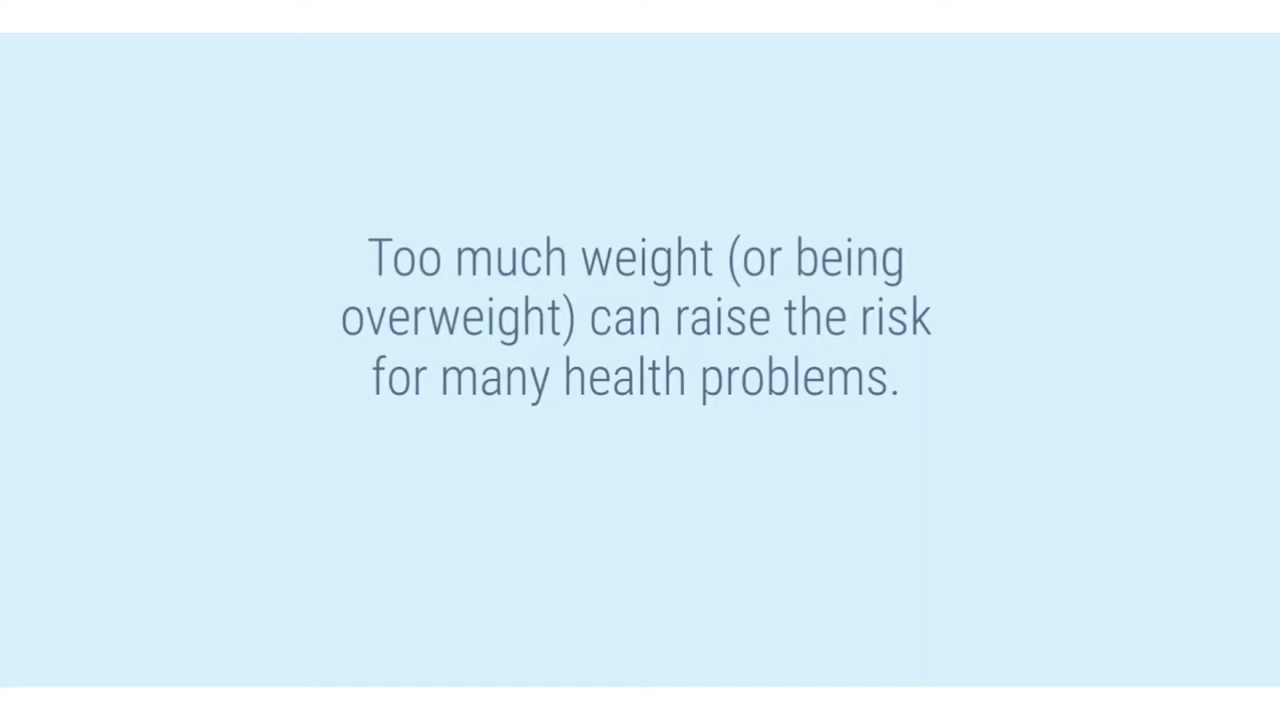 Too much weight (or being
overweight) can raise the risk
for many health problems.